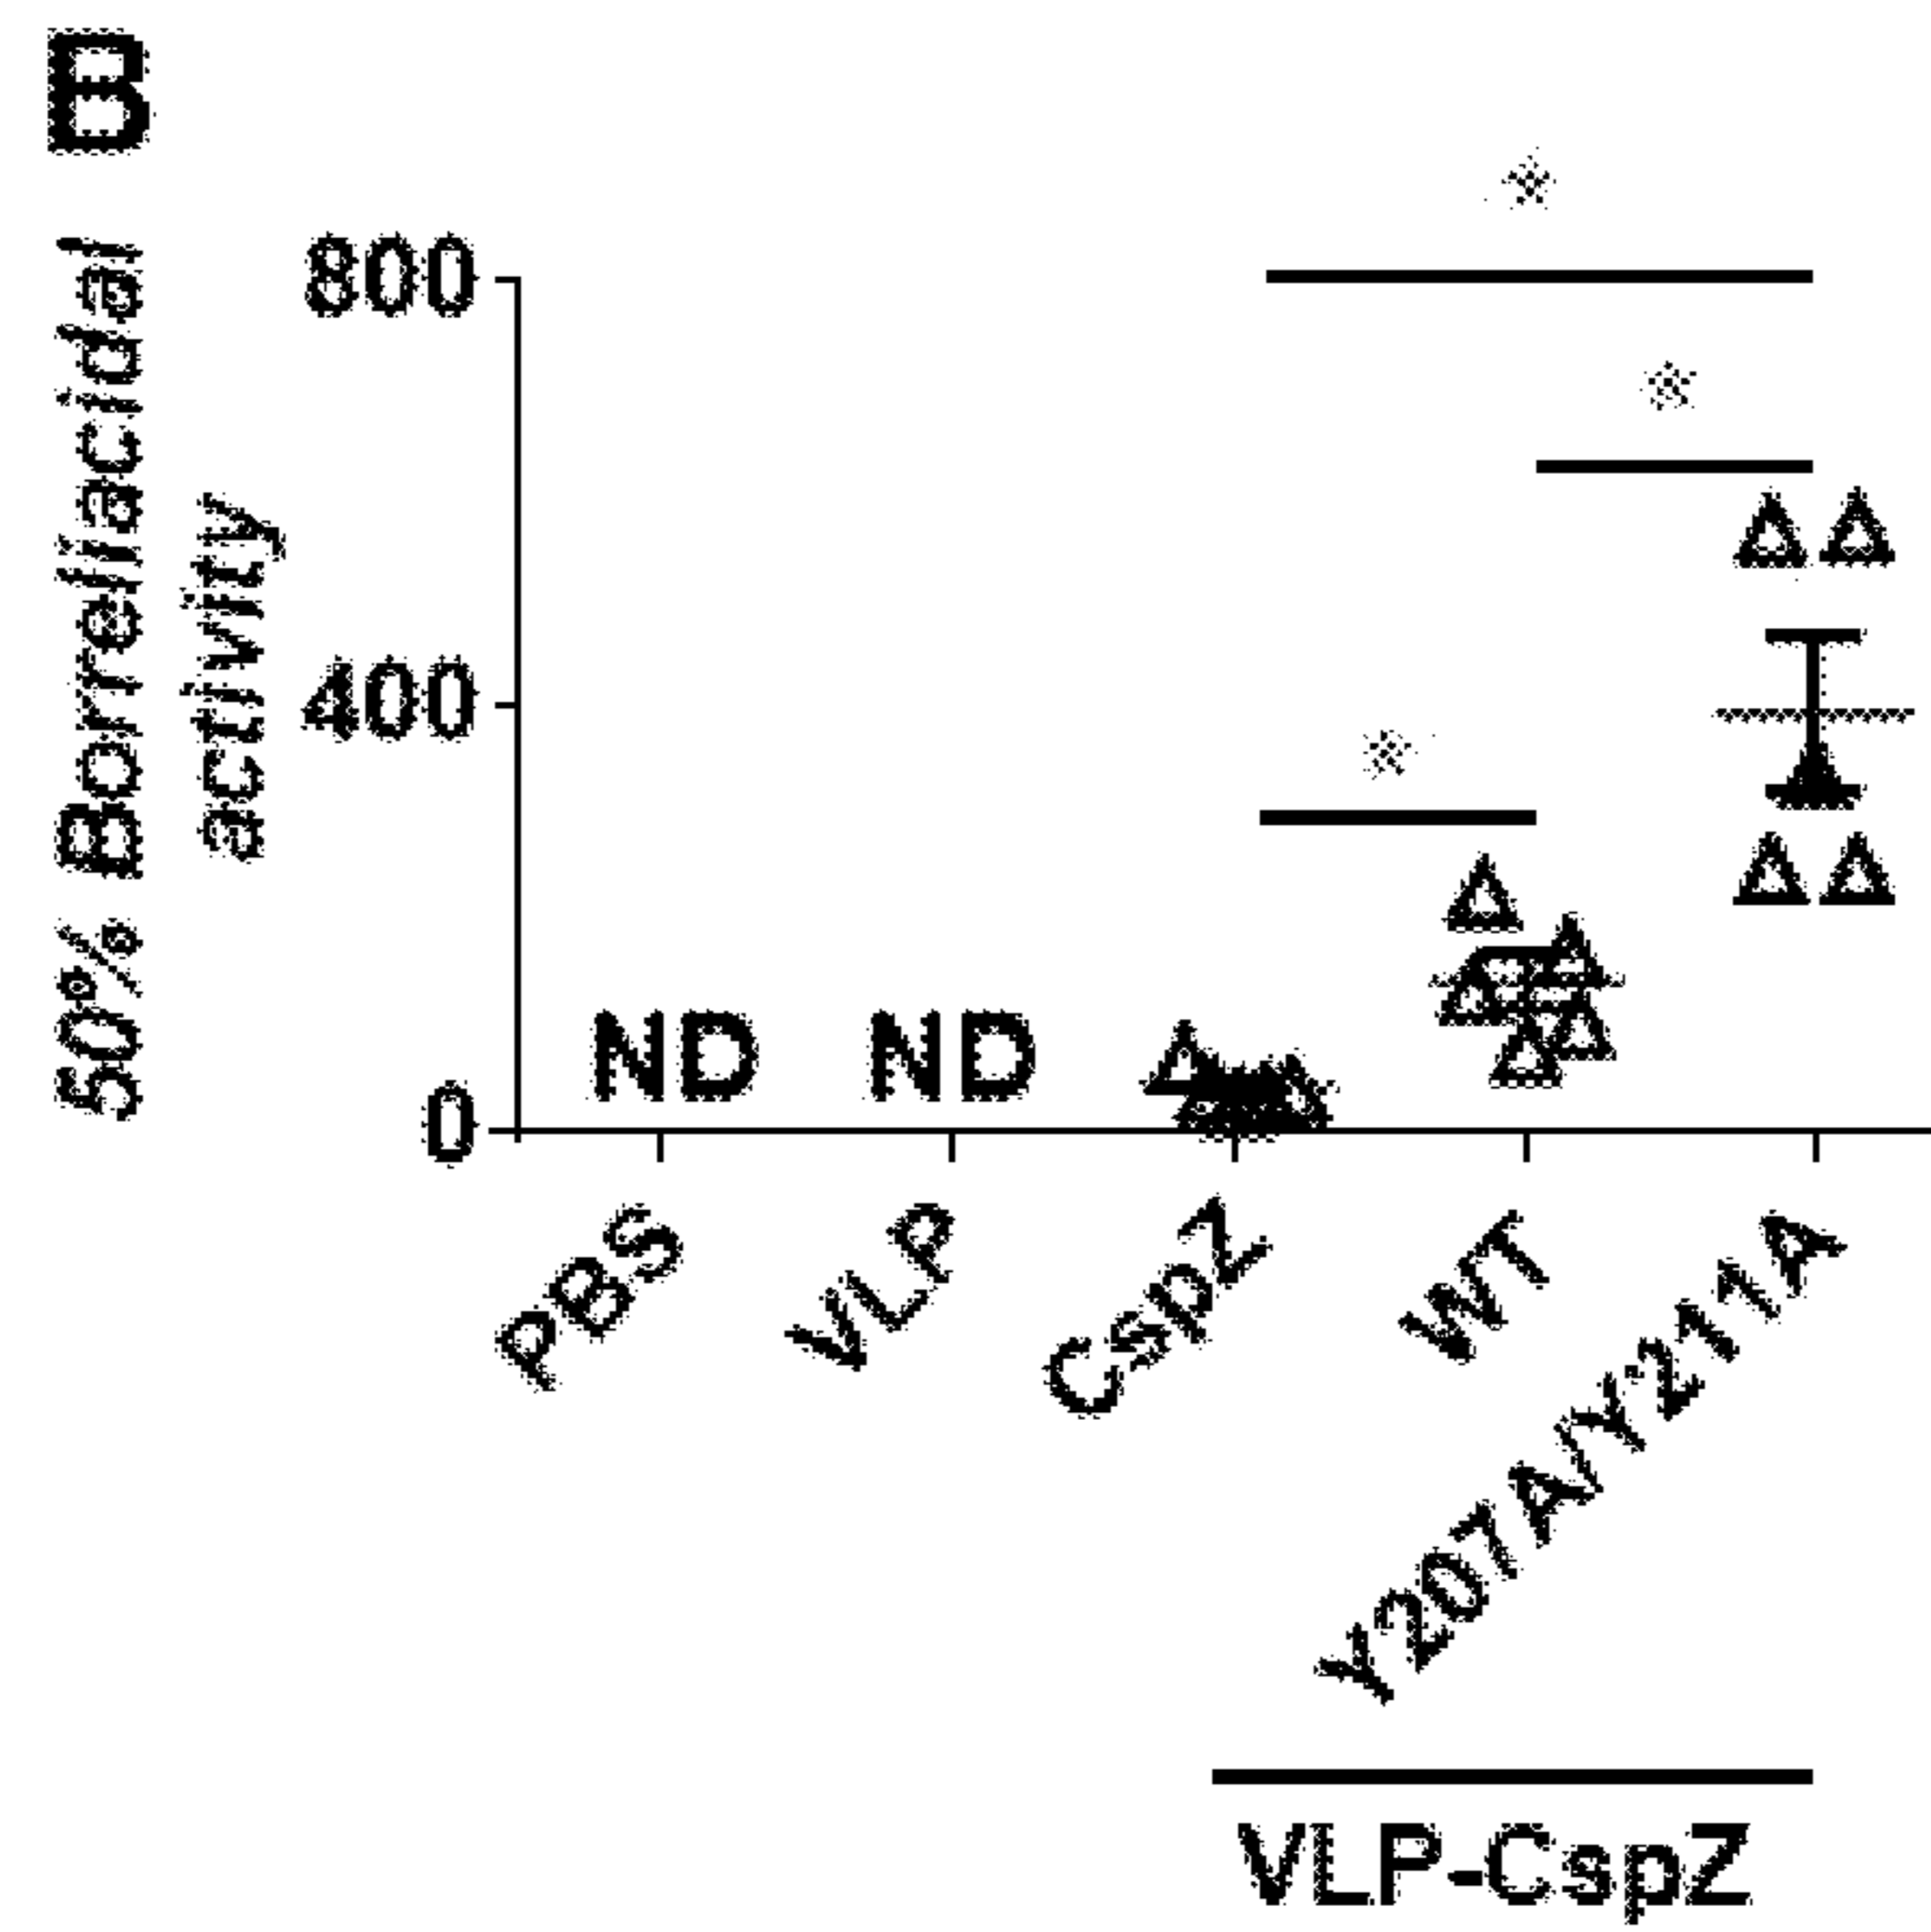 B
50% Borreliacidal
activity
800
*
*
400
*
ND ND
0
PBS VLP CspZ WT Y207A/Y211A
VLP-CspZ